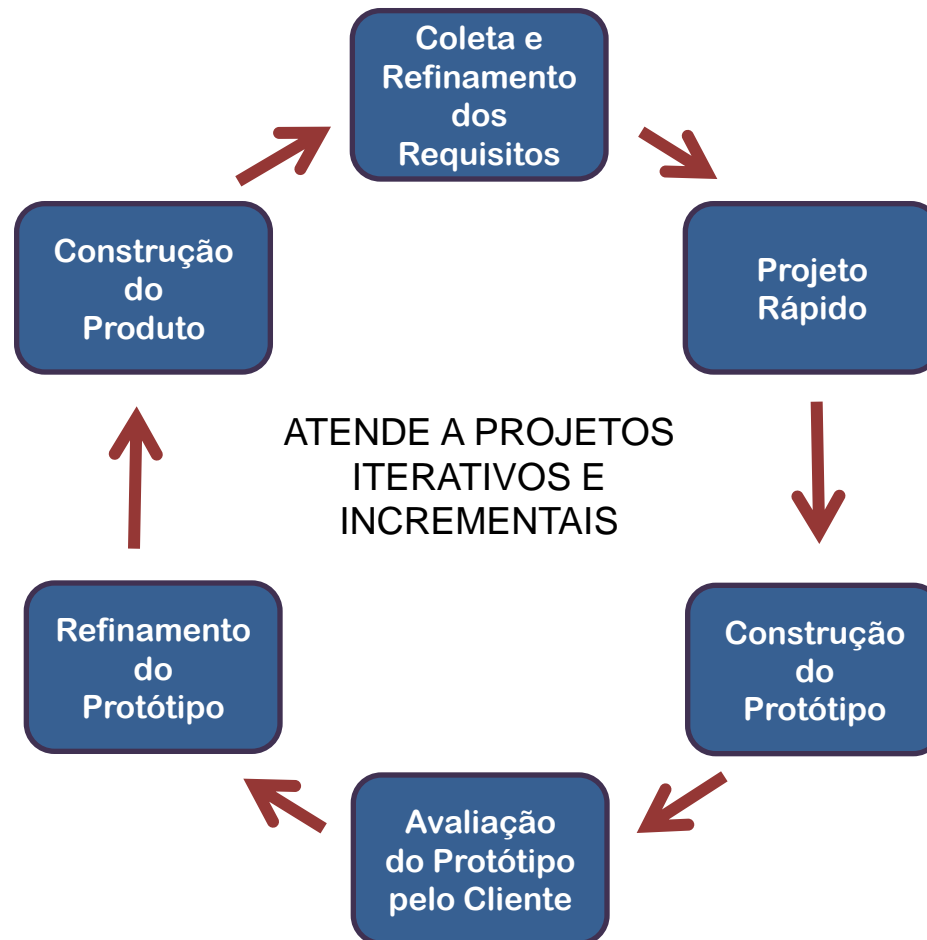 Coleta e
Refinamento
dos
Requisitos
Projeto
Rápido
Construção
do
Protótipo
Avaliação
do Protótipo
pelo Cliente
Refinamento
do
Protótipo
Construção
do
Produto
ATENDE A PROJETOS
ITERATIVOS E
INCREMENTAIS